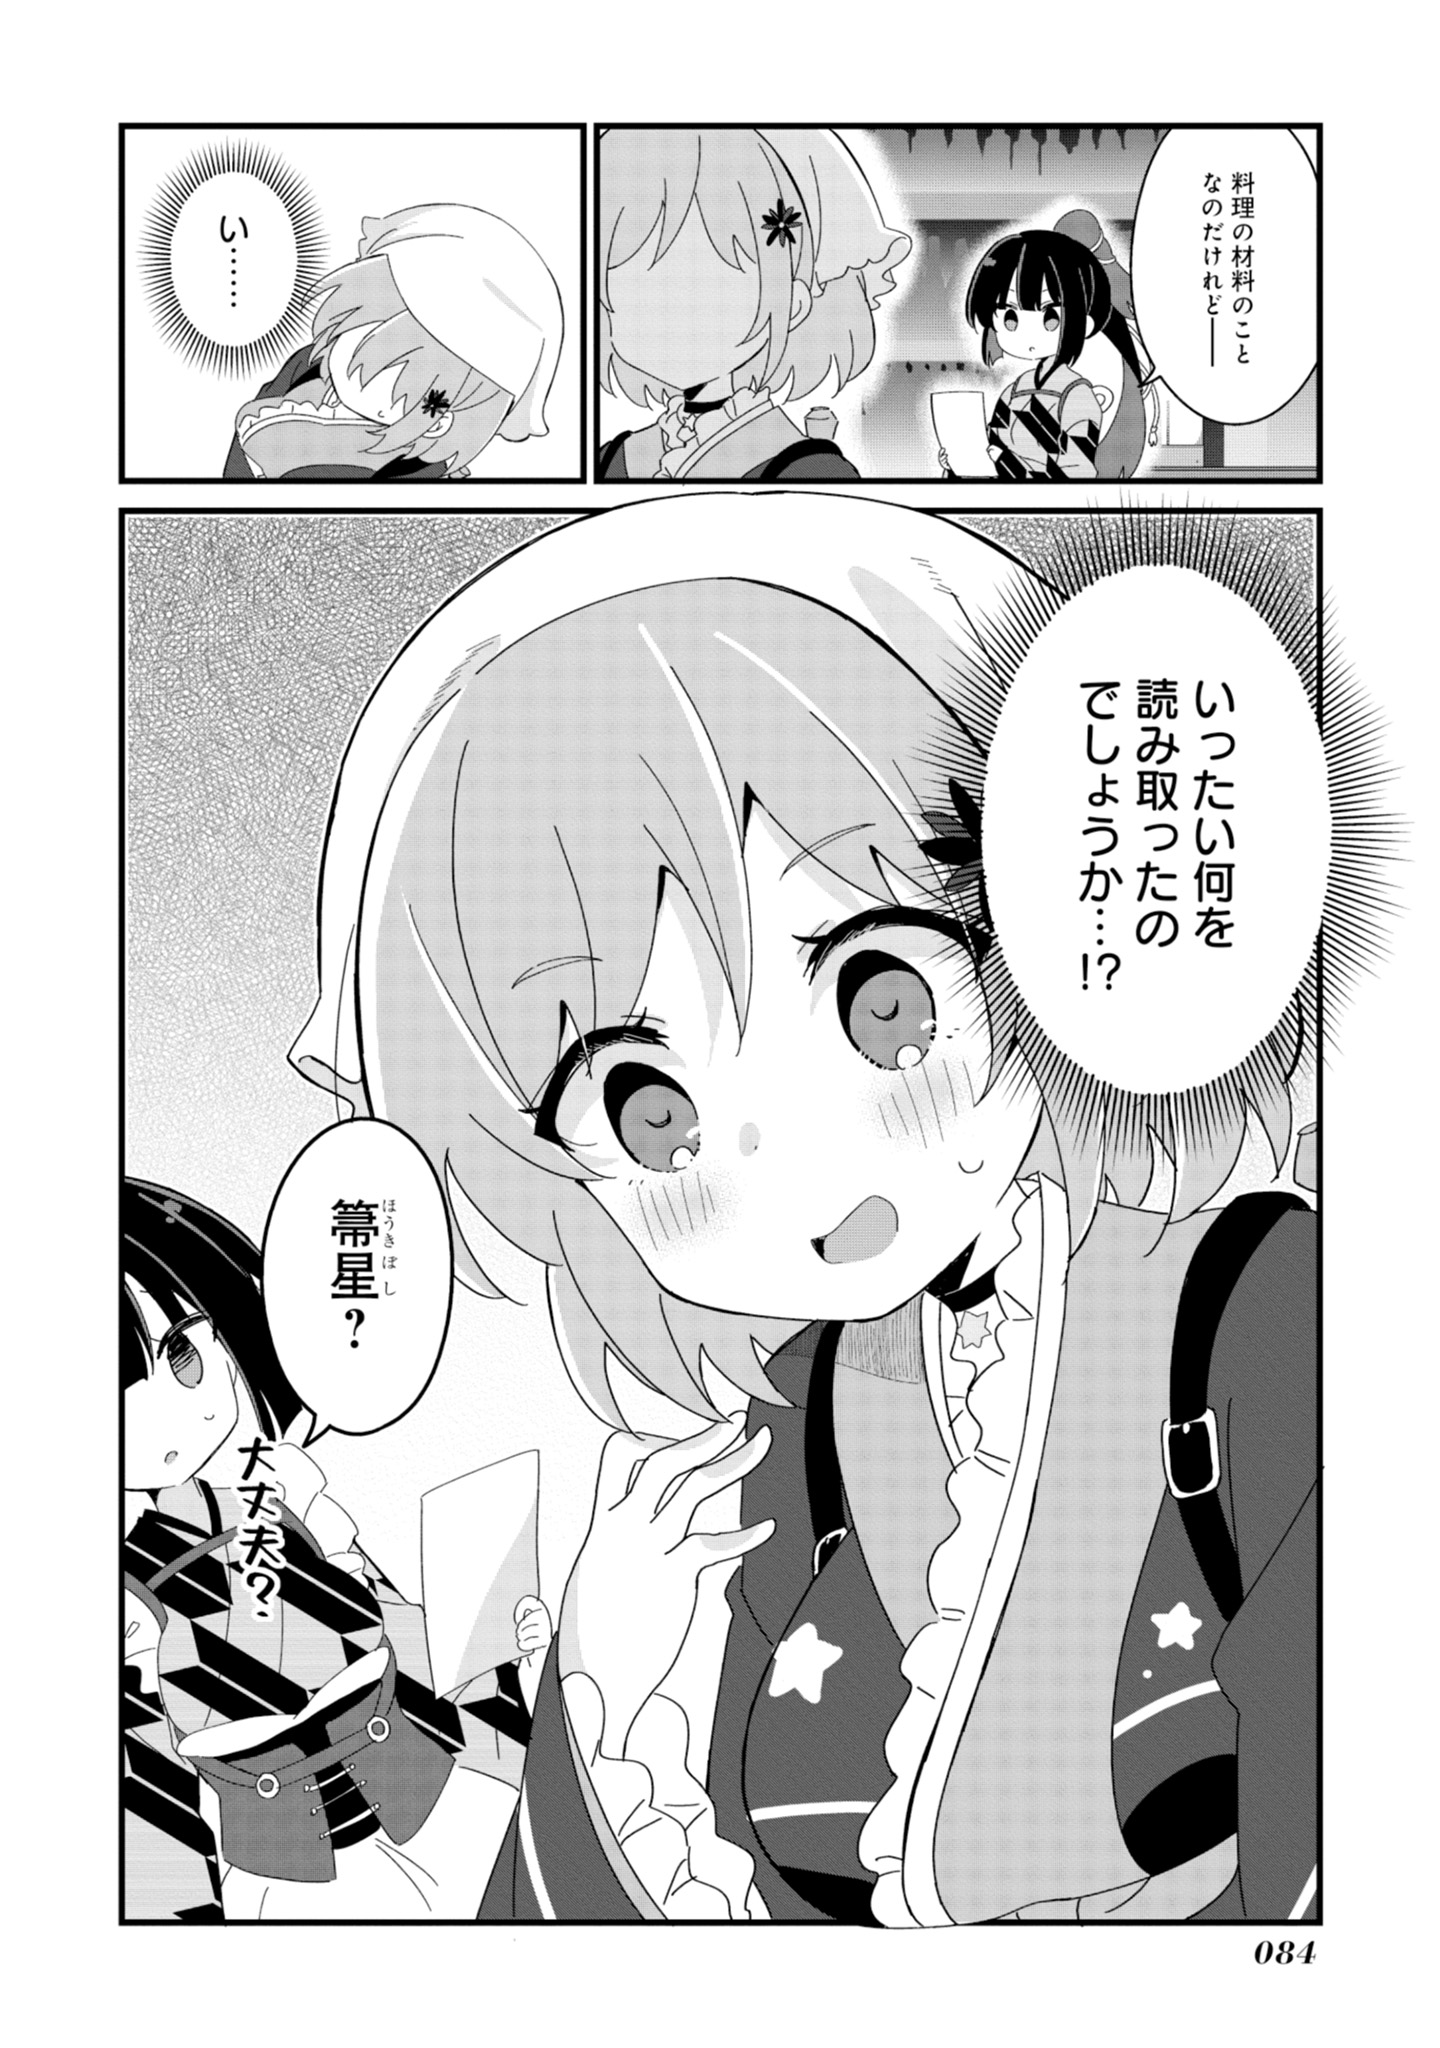 料理の材料のこと
なのだけれど──
い……
いったい何を
読み取ったの
でしょうか…!?
箒星?
ほうきぼし
大丈夫?
084